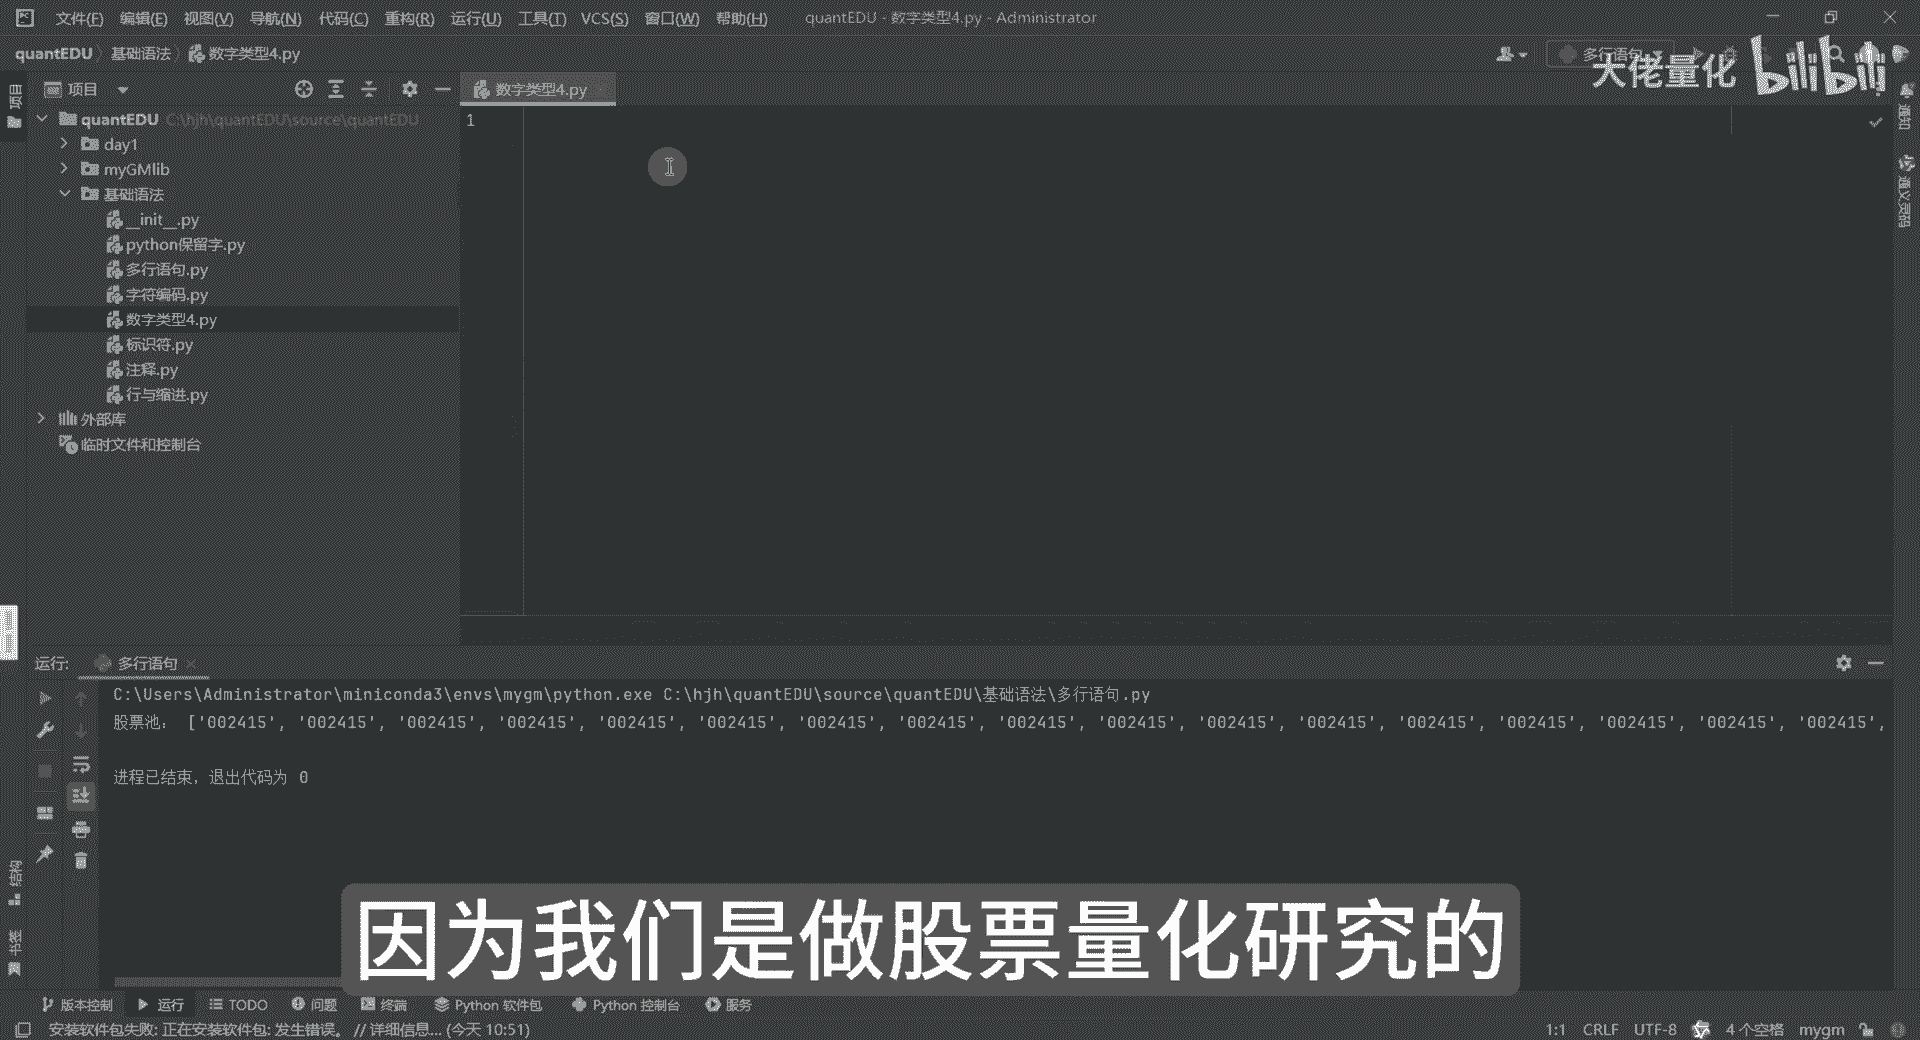 文件(F) 编辑(E) 视图(V) 导航(N) 代码(C) 重构(R) 运行(U) 工具(T) VCS(S) 窗口(W) 帮助(H) quantEDU - 数字类型4.py - Administrator
quantEDU 基础语法 数字类型4.py
多行语句
大佬量化 bilibili
项目
项目
数字类型4.py
通知
通义灵码
1
quantEDU C:\hjh\quantEDU\source\quantEDU
day1
myGMlib
基础语法
__init__.py
python保留字.py
多行语句.py
字符编码.py
数字类型4.py
标识符.py
注释.py
行与缩进.py
外部库
临时文件和控制台
运行: 多行语句
C:\Users\Administrator\miniconda3\envs\mygm\python.exe C:\hjh\quantEDU\source\quantEDU\基础语法\多行语句.py
股票池: ['002415', '002415', '002415', '002415', '002415', '002415', '002415', '002415', '002415', '002415', '002415', '002415', '002415', '002415', '002415', '002415', '002415',
进程已结束，退出代码为 0
结构
书签
因为我们是做股票量化研究的
版本控制 运行 TODO 问题 终端 Python 软件包 Python 控制台 服务
安装软件包失败: 正在安装软件包: 发生错误。 // 详细信息... (今天 10:51) 1:1 CRLF UTF-8 4 个空格 mygm